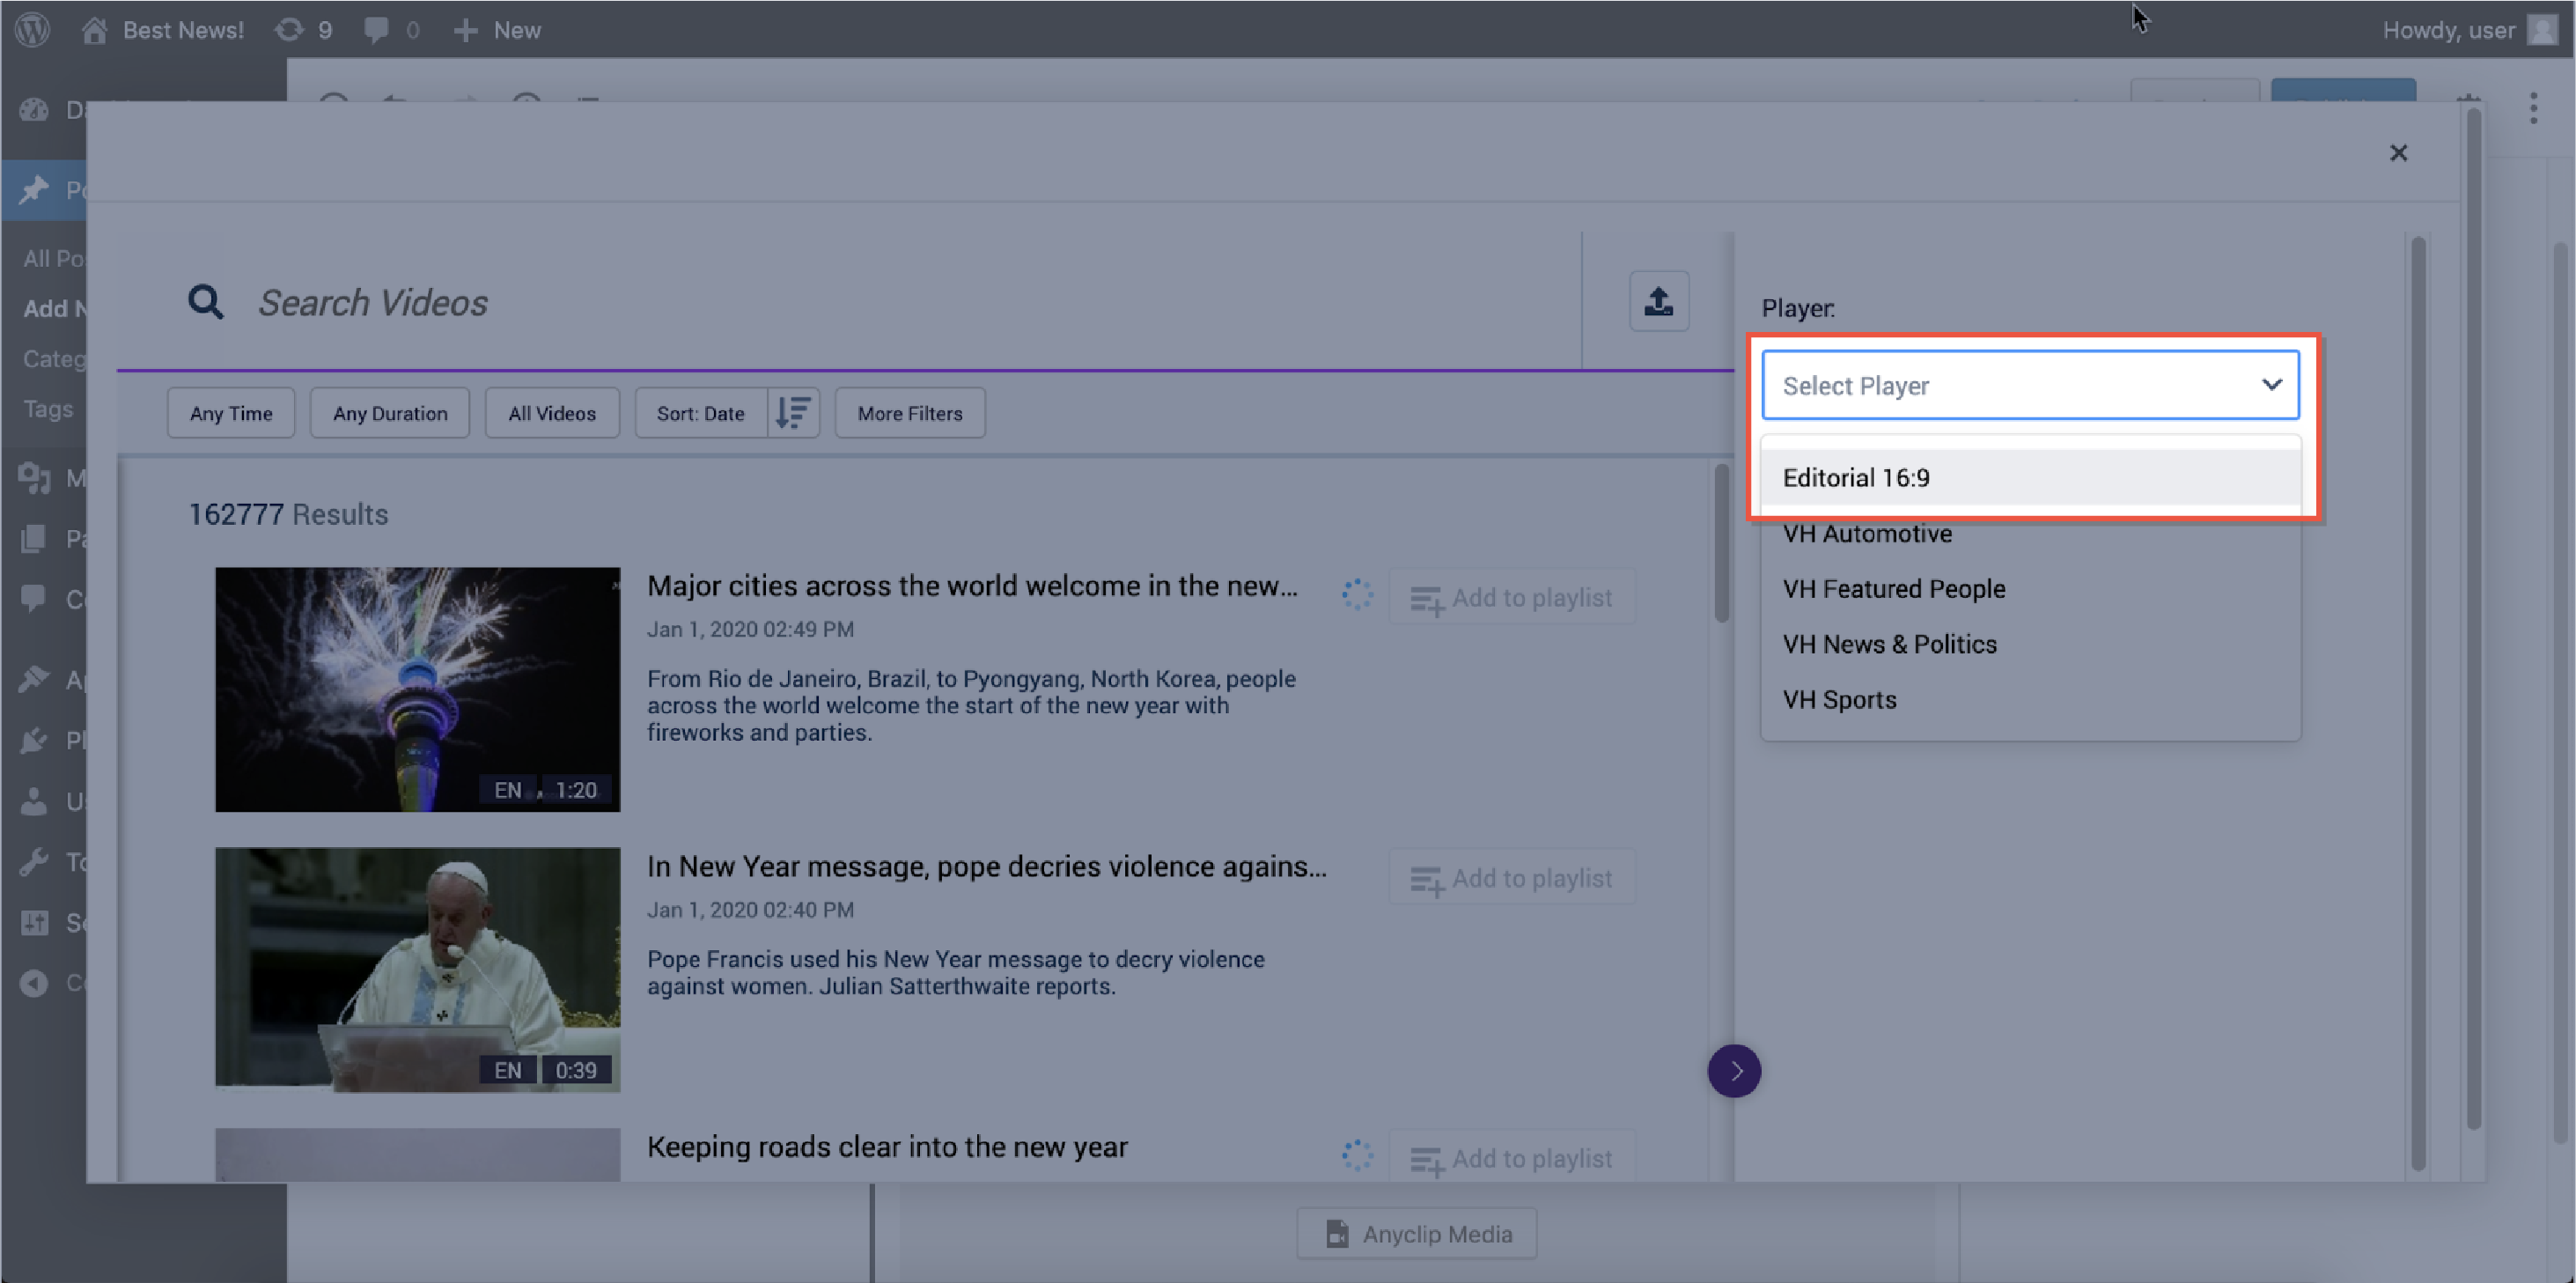 Best News! 9 0 New
Howdy, user
All Po
Add N
Categ
Tags
Search Videos
Any Time
Any Duration
All Videos
Sort: Date
More Filters
162777 Results
Major cities across the world welcome in the new...
Jan 1, 2020 02:49 PM
From Rio de Janeiro, Brazil, to Pyongyang, North Korea, people
across the world welcome the start of the new year with
fireworks and parties.
EN 1:20
Add to playlist
In New Year message, pope decries violence agains...
Jan 1, 2020 02:40 PM
Pope Francis used his New Year message to decry violence
against women. Julian Satterthwaite reports.
EN 0:39
Add to playlist
Keeping roads clear into the new year
Add to playlist
Player:
Select Player
Editorial 16:9
VH Automotive
VH Featured People
VH News & Politics
VH Sports
Anyclip Media